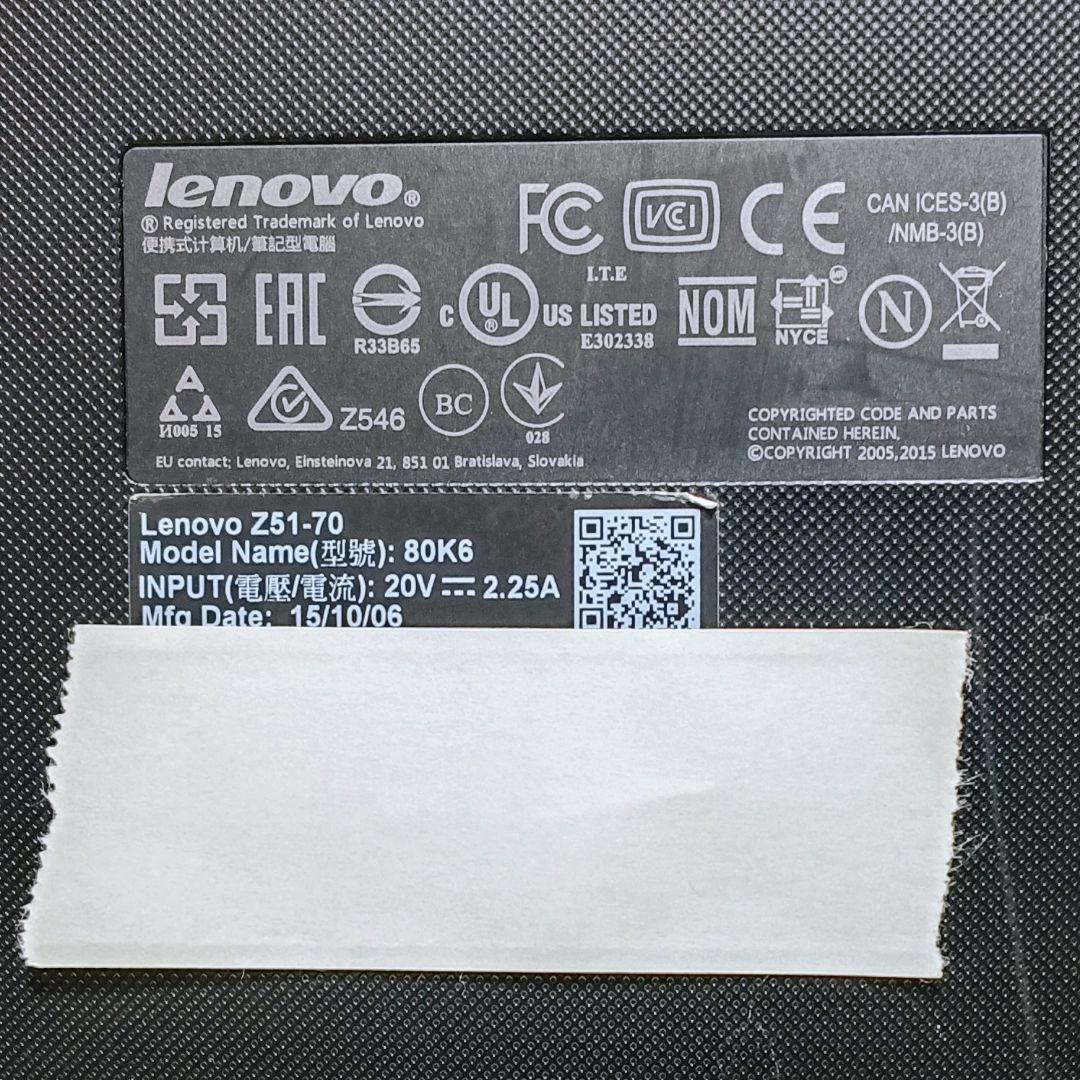 lenovo®
® Registered Trademark of Lenovo
便携式计算机/筆記型電腦
FC VCI CE CAN ICES-3(B)
/NMB-3(B)
EAC
R33B65
C UL® US LISTED
I.T.E
E302338
NOM
NYCE
N
И005 15
Z546
BC
028
COPYRIGHTED CODE AND PARTS
CONTAINED HEREIN.
©COPYRIGHT 2005,2015 LENOVO
EU contact: Lenovo, Einsteinova 21, 851 01 Bratislava, Slovakia
Lenovo Z51-70
Model Name(型號): 80K6
INPUT(電壓/電流): 20V⎓2.25A
Mfg Date: 15/10/06